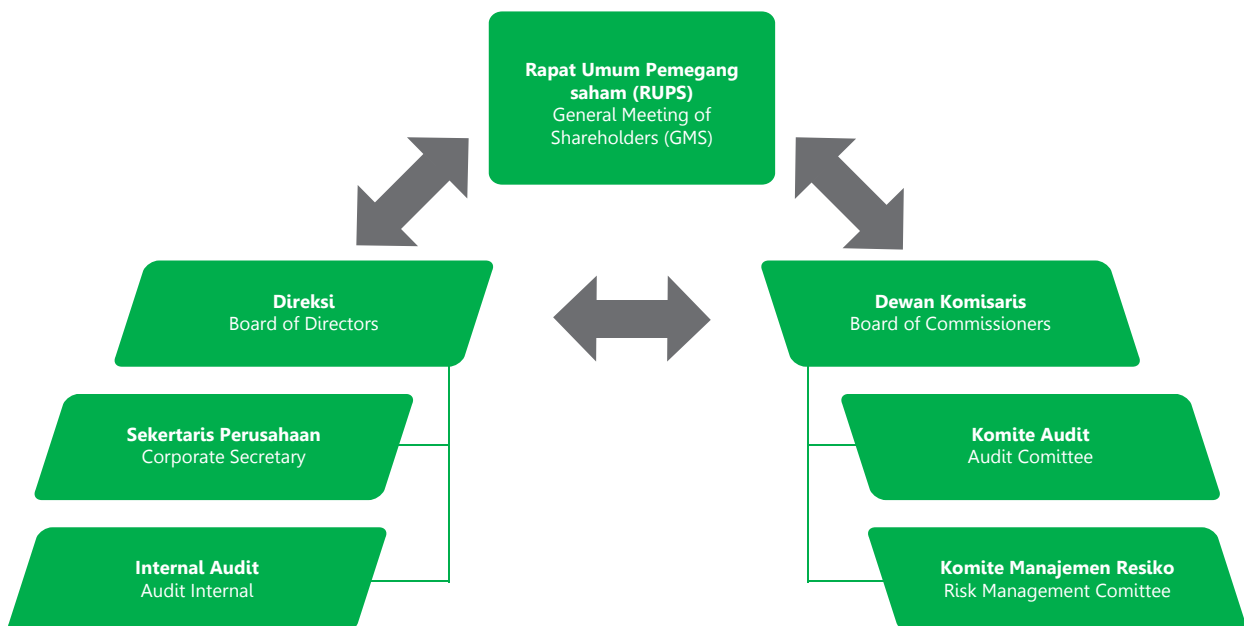 Rapat Umum Pemegang
saham (RUPS)
General Meeting of
Shareholders (GMS)
Direksi
Board of Directors
Dewan Komisaris
Board of Commissioners
Sekertaris Perusahaan
Corporate Secretary
Komite Audit
Audit Comittee
Internal Audit
Audit Internal
Komite Manajemen Resiko
Risk Management Comittee